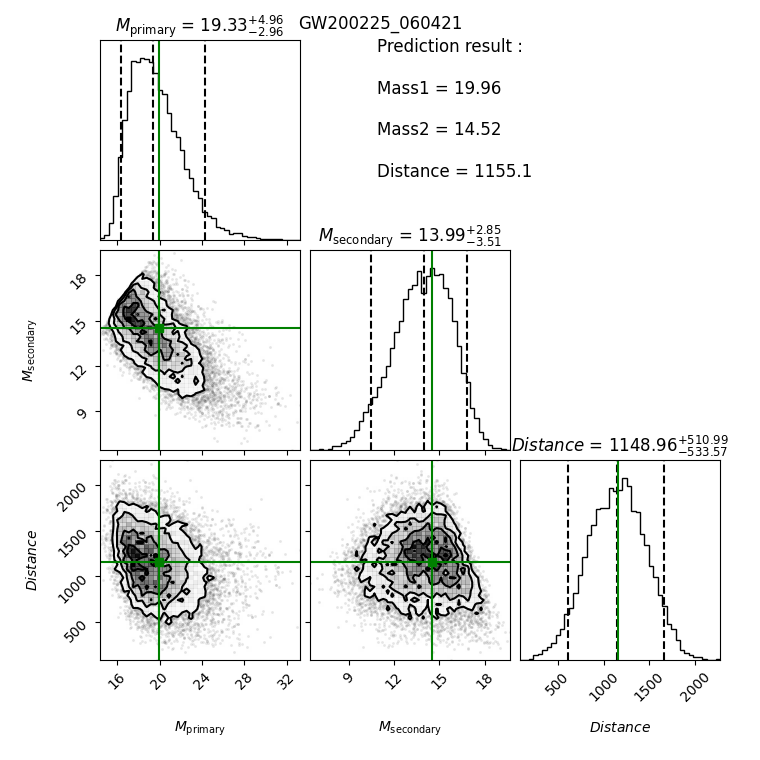 M_primary = 19.33+4.96 −2.96 GW200225_060421
Prediction result :
Mass1 = 19.96
Mass2 = 14.52
Distance = 1155.1
M_secondary = 13.99+2.85 −3.51
18
15
12
9
M_secondary
Distance = 1148.96+510.99 −533.57
2000
1500
1000
500
Distance
16 20 24 28 32
9 12 15 18
500 1000 1500 2000
M_primary M_secondary Distance